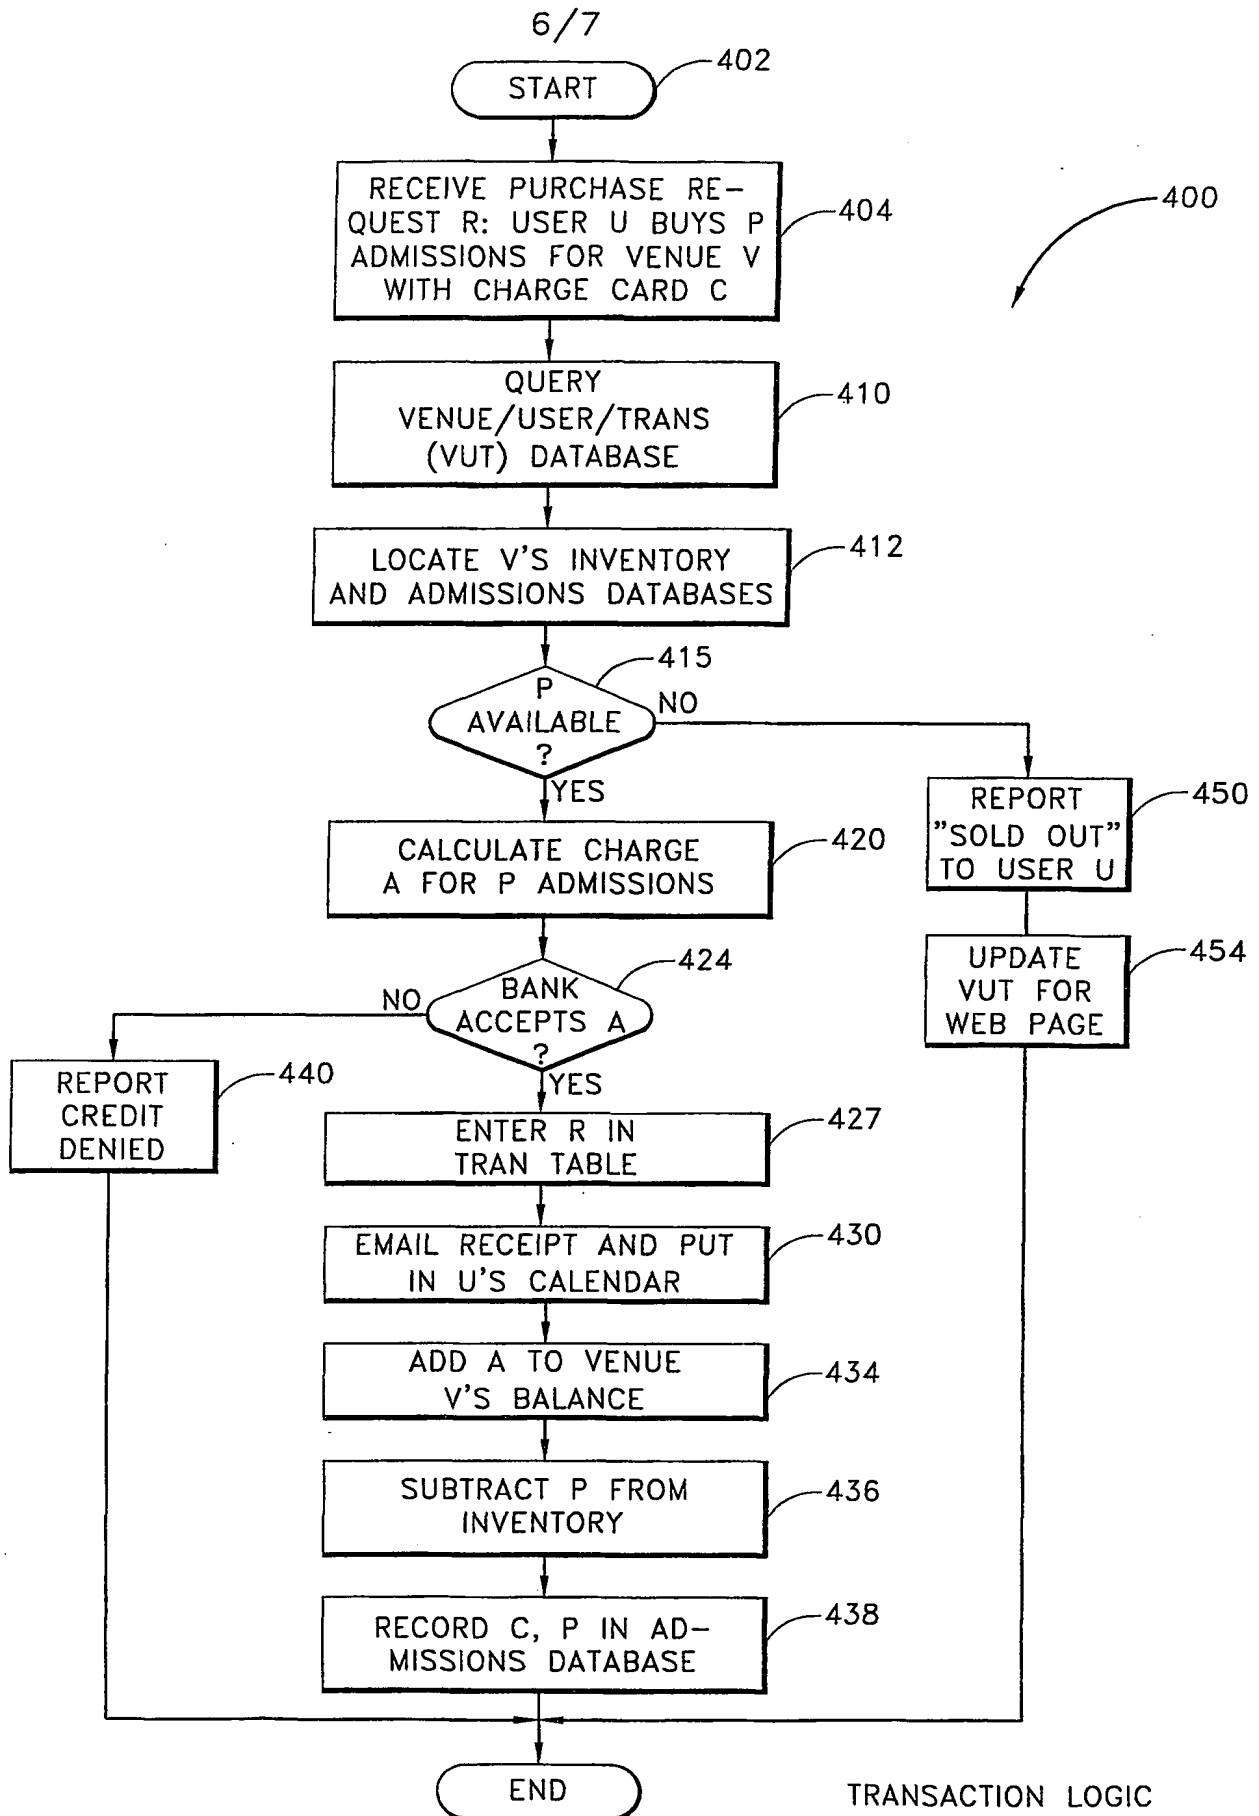 6/7
START
402
RECEIVE PURCHASE RE-
QUEST R: USER U BUYS P
ADMISSIONS FOR VENUE V
WITH CHARGE CARD C
404
400
QUERY
VENUE/USER/TRANS
(VUT) DATABASE
410
LOCATE V'S INVENTORY
AND ADMISSIONS DATABASES
412
P
AVAILABLE
?
415
NO
YES
CALCULATE CHARGE
A FOR P ADMISSIONS
420
REPORT
"SOLD OUT"
TO USER U
450
UPDATE
VUT FOR
WEB PAGE
454
BANK
ACCEPTS A
?
424
NO
YES
REPORT
CREDIT
DENIED
440
ENTER R IN
TRAN TABLE
427
EMAIL RECEIPT AND PUT
IN U'S CALENDAR
430
ADD A TO VENUE
V'S BALANCE
434
SUBTRACT P FROM
INVENTORY
436
RECORD C, P IN AD-
MISSIONS DATABASE
438
END
TRANSACTION LOGIC